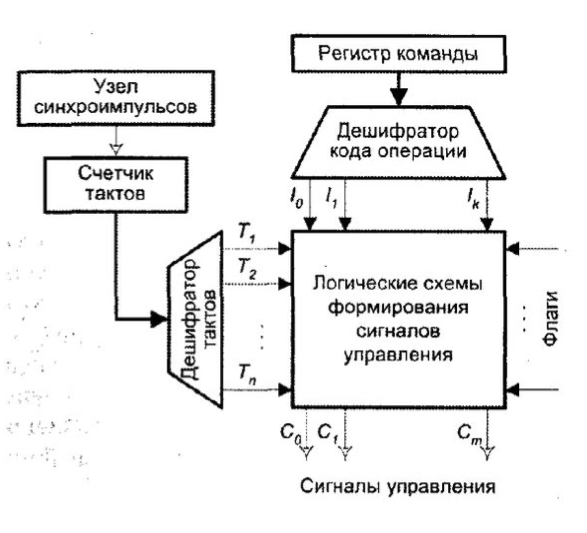 Регистр команды
Узел
синхроимпульсов
Дешифратор
кода операции
Счетчик
тактов
I0 I1 Ik
T1
T2
Tn
Дешифратор
тактов
Логические схемы
формирования
сигналов
управления
Флаги
C0 C1 Cm
Сигналы управления